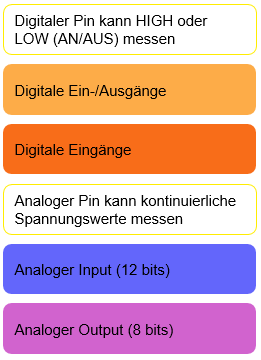 Digitaler Pin kann HIGH oder
LOW (AN/AUS) messen
Digitale Ein-/Ausgänge
Digitale Eingänge
Analoger Pin kann kontinuierliche
Spannungswerte messen
Analoger Input (12 bits)
Analoger Output (8 bits)